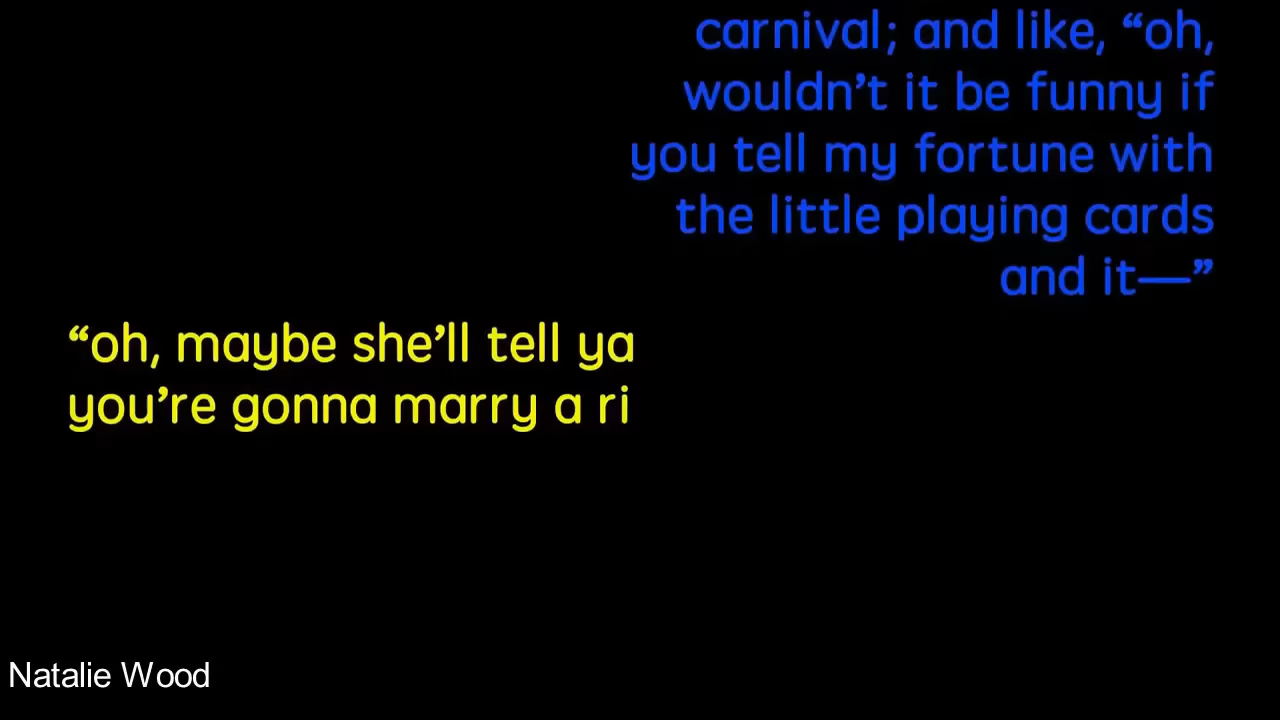 carnival; and like, “oh,
wouldn’t it be funny if
you tell my fortune with
the little playing cards
and it—”
“oh, maybe she’ll tell ya
you’re gonna marry a ri
Natalie Wood